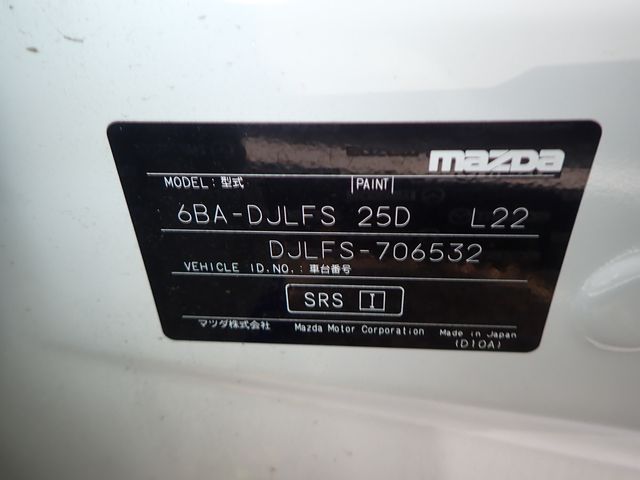 mazda
MODEL: 型式 |PAINT|
6BA-DJLFS 25D L22
DJLFS-706532
VEHICLE ID.NO.: 車台番号
SRS I
マツダ株式会社 Mazda Motor Corporation Made in Japan
(D10A)